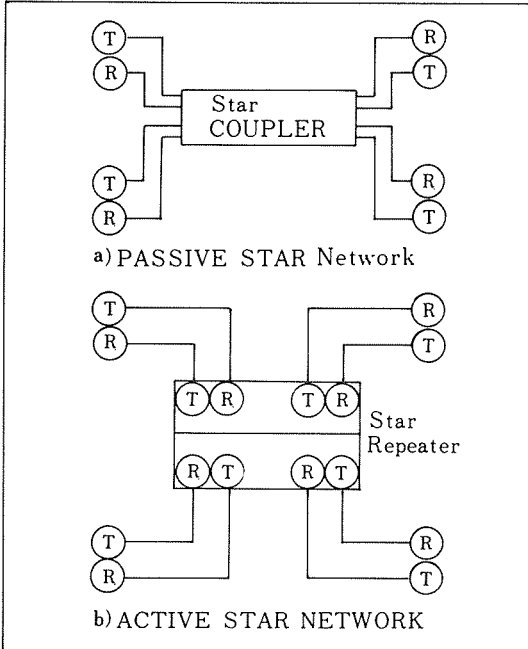 T R
R T
Star
COUPLER
T R
R T
a) PASSIVE STAR Network
T R
R T
T R T R
Star
Repeater
R T R T
T R
R T
b) ACTIVE STAR NETWORK